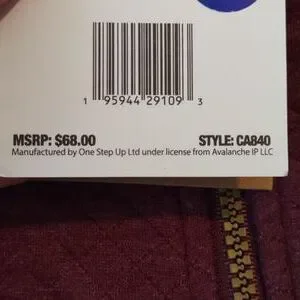 1 95944 29109 3
MSRP: $68.00 STYLE: CA840
Manufactured by One Step Up Ltd under license from Avalanche IP LLC